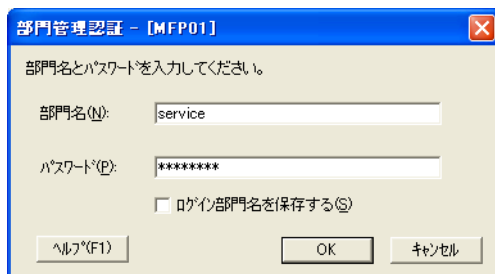 部門管理認証 - [MFP01]
部門名とパスワードを入力してください。
部門名(N): service
パスワード(P): ********
ログイン部門名を保存する(S)
ヘルプ(F1) OK キャンセル